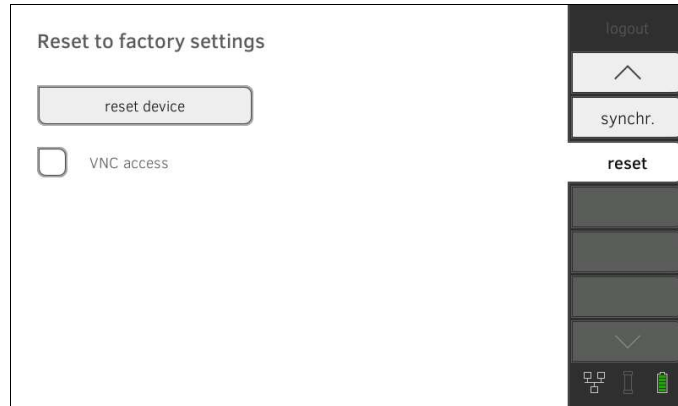 Reset to factory settings
reset device
VNC access
logout
synchr.
reset